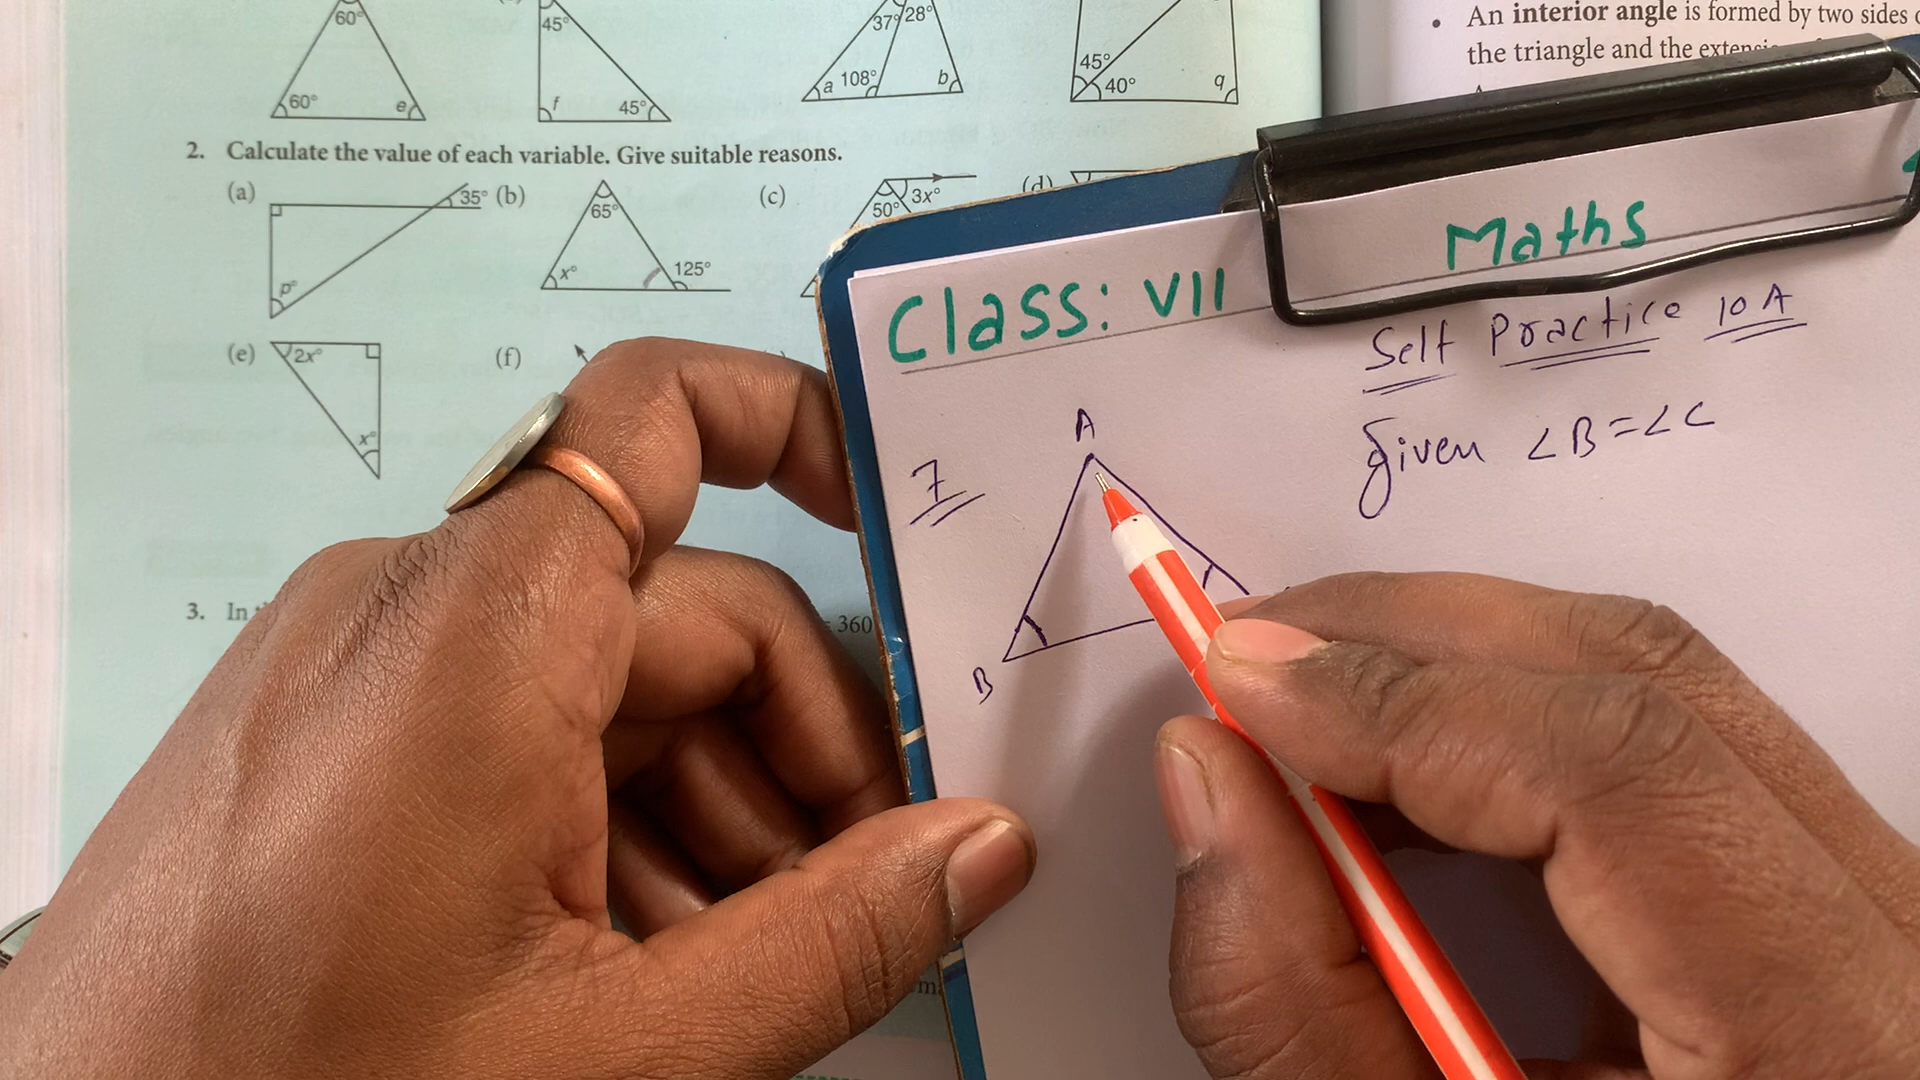 60°
60°
e
45°
f
45°
37° 28°
a 108° b
45°
40°
q
• An interior angle is formed by two sides
the triangle and the
2. Calculate the value of each variable. Give suitable reasons.
(a)
35°
p°
(b)
65°
x°
125°
(c)
50° 3x°
(d)
(e)
2x°
x°
(f)
3. In
= 360
Class: VII
Maths
Self Practice 10 A
7
A
B
Given ∠B=∠C